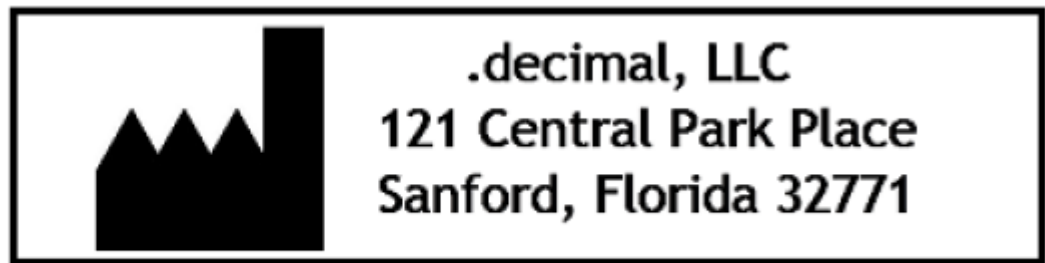 .decimal, LLC
121 Central Park Place
Sanford, Florida 32771